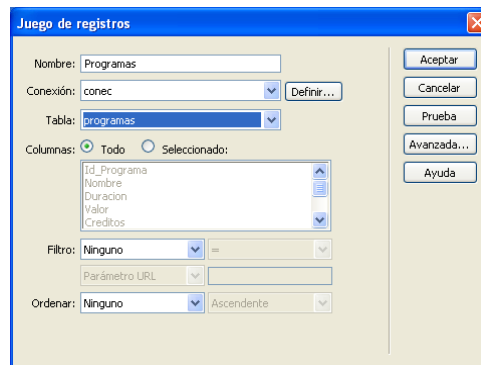 Juego de registros
Nombre: Programas
Aceptar
Conexión: conec Definir...
Cancelar
Tabla: programas
Prueba
Columnas: Todo Seleccionado:
Avanzada...
Id_Programa
Nombre
Duracion
Valor
Creditos
Ayuda
Filtro: Ninguno =
Parámetro URL
Ordenar: Ninguno Ascendente